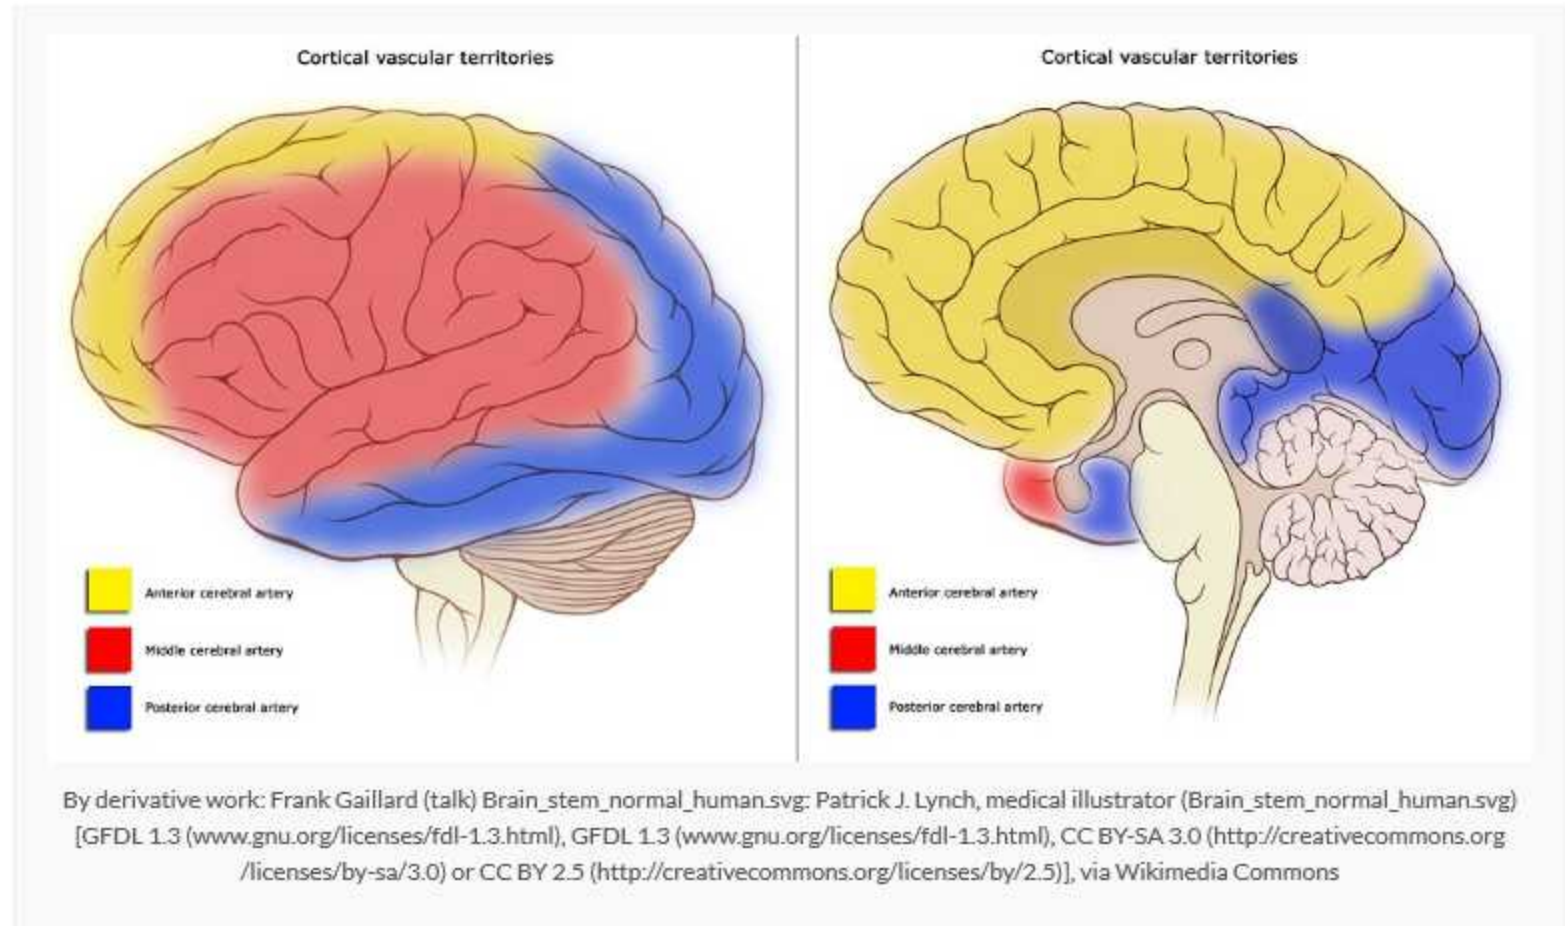 Cortical vascular territories
Anterior cerebral artery
Middle cerebral artery
Posterior cerebral artery
Cortical vascular territories
Anterior cerebral artery
Middle cerebral artery
Posterior cerebral artery
By derivative work: Frank Gaillard (talk) Brain_stem_normal_human.svg: Patrick J. Lynch, medical illustrator (Brain_stem_normal_human.svg)
[GFDL 1.3 (www.gnu.org/licenses/fdl-1.3.html), GFDL 1.3 (www.gnu.org/licenses/fdl-1.3.html), CC BY-SA 3.0 (http://creativecommons.org
/licenses/by-sa/3.0) or CC BY 2.5 (http://creativecommons.org/licenses/by/2.5)], via Wikimedia Commons